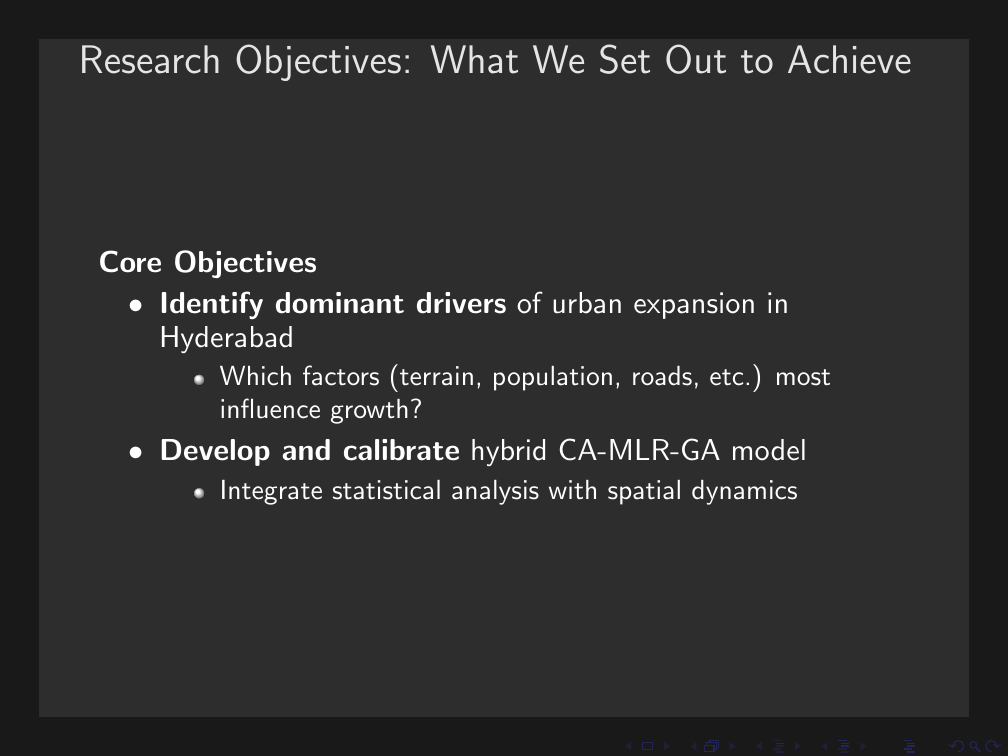 Research Objectives: What We Set Out to Achieve
Core Objectives
• Identify dominant drivers of urban expansion in
Hyderabad
• Which factors (terrain, population, roads, etc.) most
influence growth?
• Develop and calibrate hybrid CA-MLR-GA model
• Integrate statistical analysis with spatial dynamics